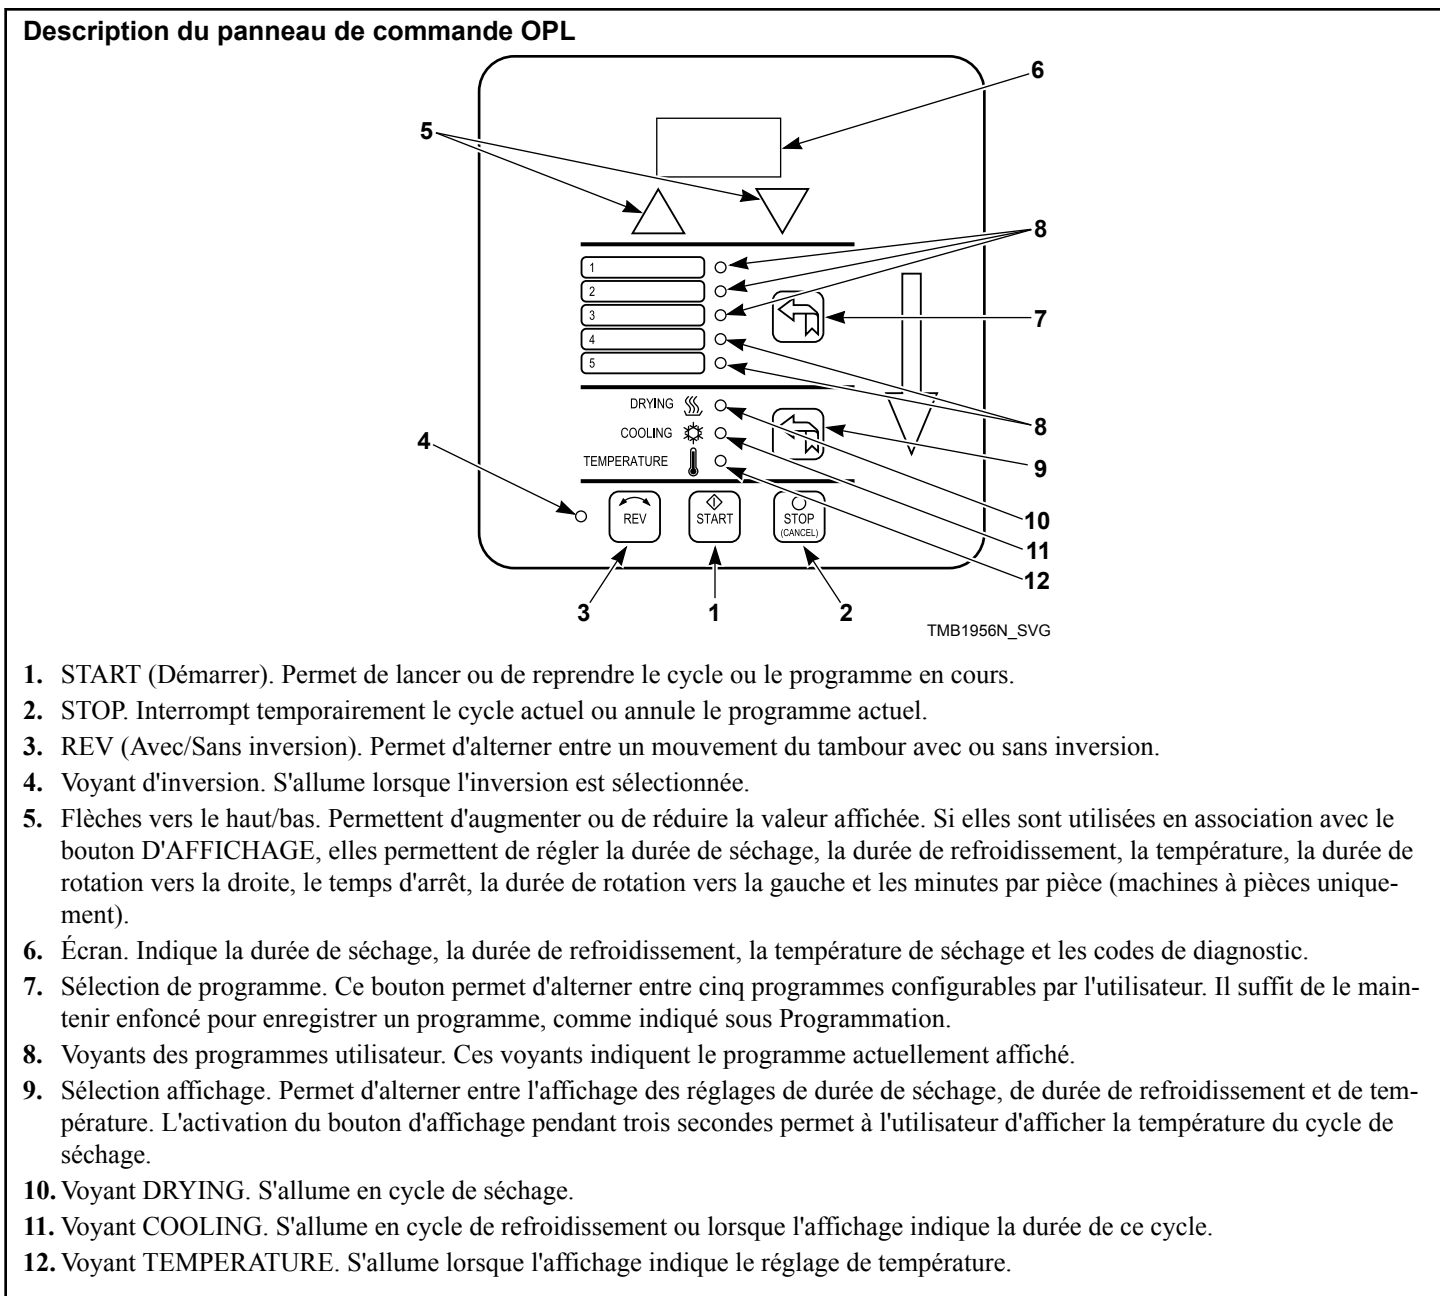 Description du panneau de commande OPL
6
5
8
1
2
3
7
4
5
DRYING
8
COOLING
4
9
TEMPERATURE
10
REV
START
STOP
(CANCEL)
11
12
3
1
2
TMB1956N_SVG
1. START (Démarrer). Permet de lancer ou de reprendre le cycle ou le programme en cours.
2. STOP. Interrompt temporairement le cycle actuel ou annule le programme actuel.
3. REV (Avec/Sans inversion). Permet d'alterner entre un mouvement du tambour avec ou sans inversion.
4. Voyant d'inversion. S'allume lorsque l'inversion est sélectionnée.
5. Flèches vers le haut/bas. Permettent d'augmenter ou de réduire la valeur affichée. Si elles sont utilisées en association avec le
bouton D'AFFICHAGE, elles permettent de régler la durée de séchage, la durée de refroidissement, la température, la durée de
rotation vers la droite, le temps d'arrêt, la durée de rotation vers la gauche et les minutes par pièce (machines à pièces unique-
ment).
6. Écran. Indique la durée de séchage, la durée de refroidissement, la température de séchage et les codes de diagnostic.
7. Sélection de programme. Ce bouton permet d'alterner entre cinq programmes configurables par l'utilisateur. Il suffit de le main-
tenir enfoncé pour enregistrer un programme, comme indiqué sous Programmation.
8. Voyants des programmes utilisateur. Ces voyants indiquent le programme actuellement affiché.
9. Sélection affichage. Permet d'alterner entre l'affichage des réglages de durée de séchage, de durée de refroidissement et de tem-
pérature. L'activation du bouton d'affichage pendant trois secondes permet à l'utilisateur d'afficher la température du cycle de
séchage.
10. Voyant DRYING. S'allume en cycle de séchage.
11. Voyant COOLING. S'allume en cycle de refroidissement ou lorsque l'affichage indique la durée de ce cycle.
12. Voyant TEMPERATURE. S'allume lorsque l'affichage indique le réglage de température.